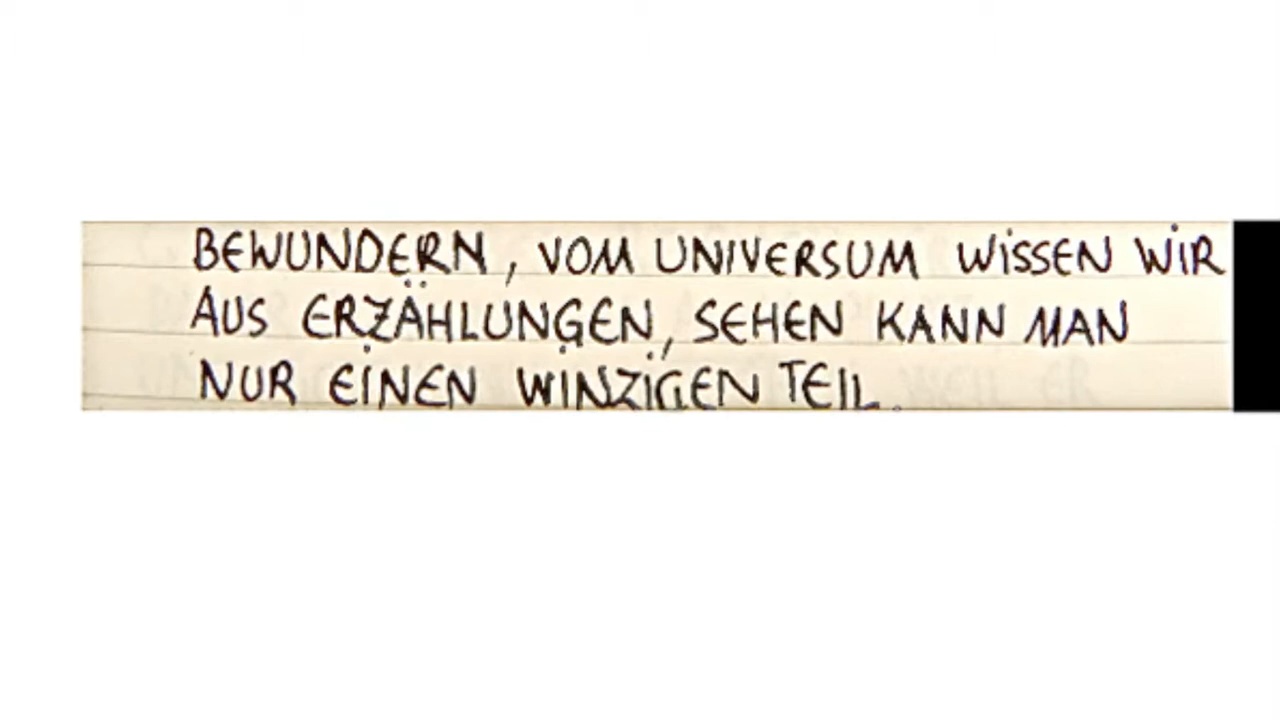 BEWUNDERN, VOM UNIVERSUM WiSSEN WiR
AUS ERZÄHLUNGEN, SEHEN KANN MAN
NUR EiNEN WiNZiGEN TEIL.